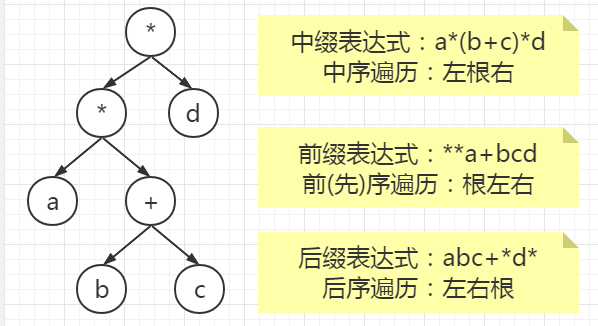 *
*
d
a
+
b
c
中缀表达式：a*(b+c)*d
中序遍历：左根右
前缀表达式：**a+bcd
前(先)序遍历：根左右
后缀表达式：abc+*d*
后序遍历：左右根